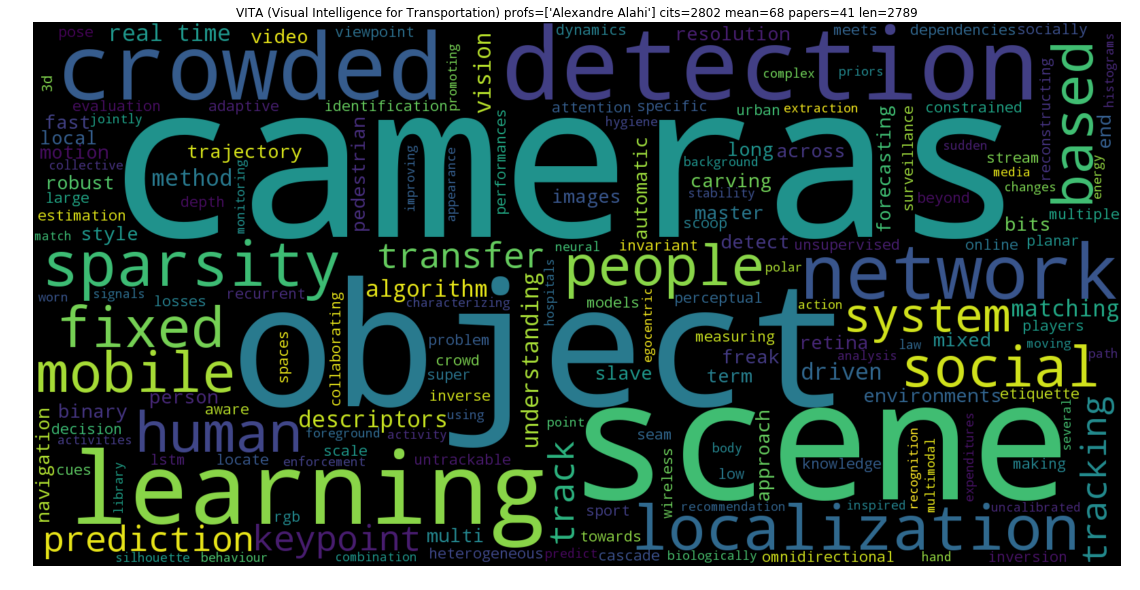 VITA (Visual Intelligence for Transportation) profs=['Alexandre Alahi'] cits=2802 mean=68 papers=41 len=2789
pose real time video viewpoint dynamics resolution meets dependencies socially
crowded detection
3d promoting vision complex priors based histograms
evaluation adaptive identification attention specific urban extraction constrained
fast jointly hygiene end
local cameras
motion trajectory pedestrian performances long across sudden stream reconstructing
collective improving appearance background automatic forecasting surveillance media energy
robust method monitoring images carving stability beyond changes
large depth master multiple
estimation scoop bits
match style transfer neural invariant detect unsupervised online planar
sparsity people network
worn signals losses recurrent algorithm characterizing polar
models perceptual action matching
fixed object system
spaces collaborating problem understanding hospitals egocentric measuring retina law mixed players
crowd freak analysis moving path
mobile super slave term driven social
person inverse environments etiquette
binary aware descriptors using
decision human foreground activity point scene
activities scale seam body several
navigation lstm locate enforcement untrackable track wireless low approach knowledge recognition multimodal expenditures making tracking
cues library learning
rgb sport recommendation inspired uncalibrated
prediction keypoint multi towards localization
silhouette behaviour combination heterogeneous predict cascade biologically omnidirectional hand inversion